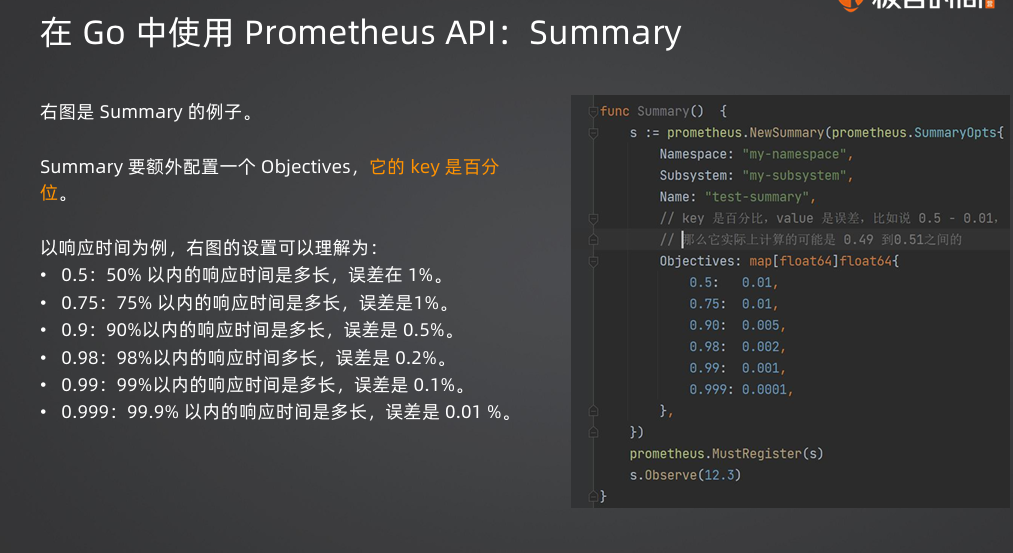 在 Go 中使用 Prometheus API：Summary
右图是 Summary 的例子。
Summary 要额外配置一个 Objectives，它的 key 是百分
位。
以响应时间为例，右图的设置可以理解为：
• 0.5：50% 以内的响应时间是多长，误差在 1%。
• 0.75：75% 以内的响应时间是多长，误差是1%。
• 0.9：90%以内的响应时间是多长，误差是 0.5%。
• 0.98：98%以内的响应时间多长，误差是 0.2%。
• 0.99：99%以内的响应时间是多长，误差是 0.1%。
• 0.999：99.9% 以内的响应时间是多长，误差是 0.01 %。
func Summary() {
s := prometheus.NewSummary(prometheus.SummaryOpts{
Namespace: "my-namespace",
Subsystem: "my-subsystem",
Name: "test-summary",
// key 是百分比，value 是误差，比如说 0.5 - 0.01，
// 那么它实际上计算的可能是 0.49 到0.51之间的
Objectives: map[float64]float64{
0.5: 0.01,
0.75: 0.01,
0.90: 0.005,
0.98: 0.002,
0.99: 0.001,
0.999: 0.0001,
},
})
prometheus.MustRegister(s)
s.Observe(12.3)
}